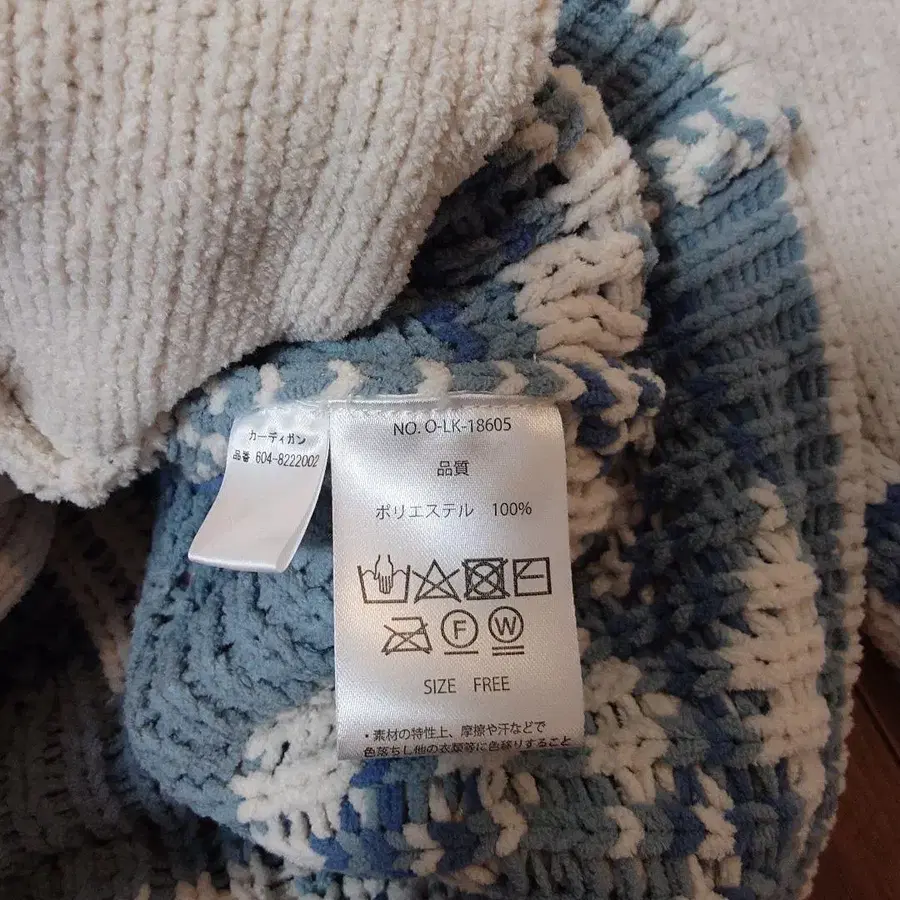 カーディガン
品番 604-8222002
NO. O-LK-18605
品質
ポリエステル 100%
F W
SIZE FREE
・素材の特性上、摩擦や汗などで
色落ちし他の衣類等に色移りすること